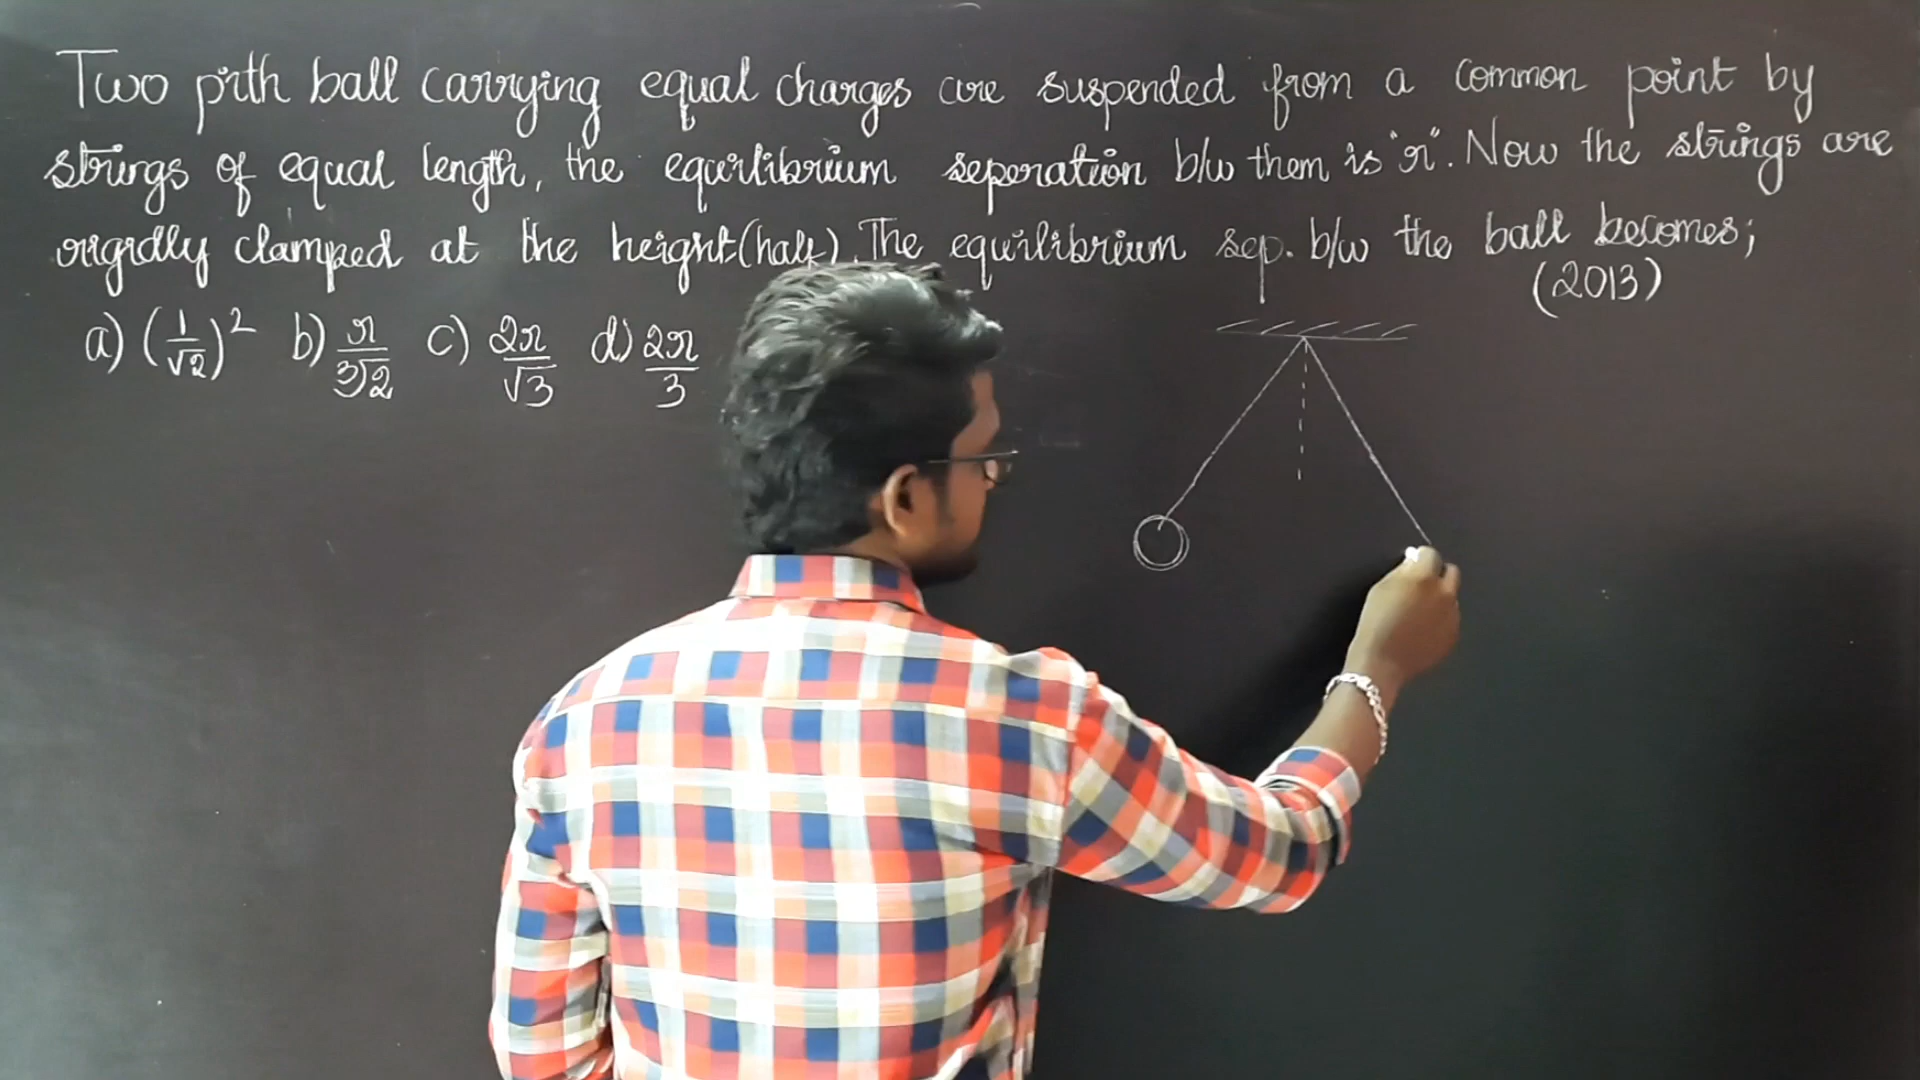 Two pith ball carrying equal charges are suspended from a common point by
strings of equal length, the equilibrium seperation b/w them is "r". Now the strings are
rigidly clamped at the height(half). The equilibrium sep. b/w the ball becomes;
(2013)
a) (1/√2)² b) r/3√2 c) 2r/√3 d) 2r/3